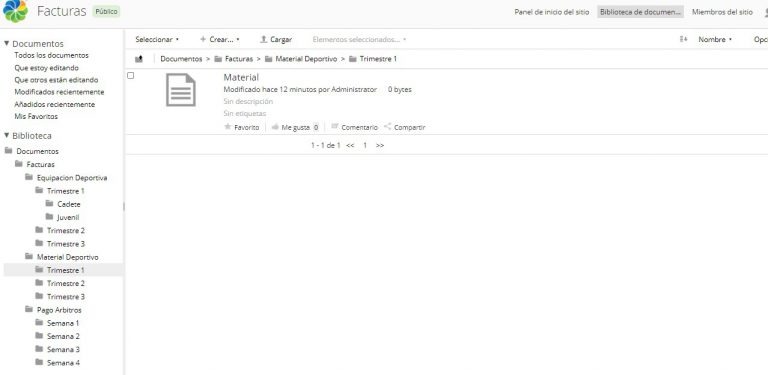 Facturas Público
Panel de inicio del sitio Biblioteca de documen... Miembros del sitio
Documentos
Todos los documentos
Que estoy editando
Que otros están editando
Modificados recientemente
Añadidos recientemente
Mis Favoritos
Biblioteca
Documentos
Facturas
Equipacion Deportiva
Trimestre 1
Cadete
Juvenil
Trimestre 2
Trimestre 3
Material Deportivo
Trimestre 1
Trimestre 2
Trimestre 3
Pago Arbitros
Semana 1
Semana 2
Semana 3
Semana 4
Seleccionar Crear... Cargar Elementos seleccionados... Nombre Opci
Documentos > Facturas > Material Deportivo > Trimestre 1
Material
Modificado hace 12 minutos por Administrator 0 bytes
Sin descripción
Sin etiquetas
Favorito Me gusta 0 Comentario Compartir
1 - 1 de 1 << 1 >>